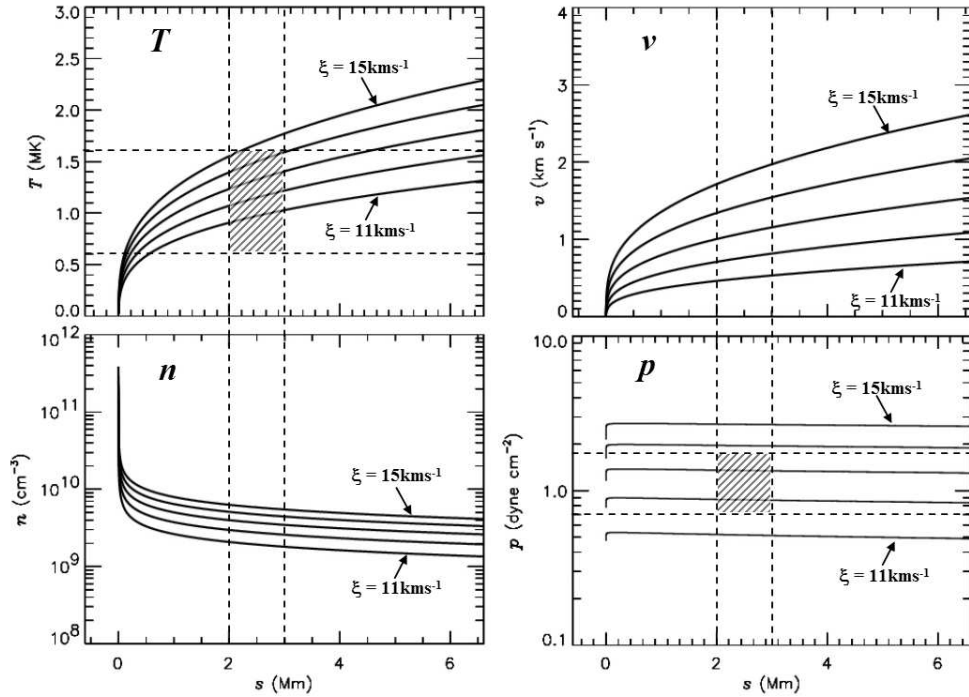 T
ξ = 15kms-1
ξ = 11kms-1
T (MK)
3.0
2.5
2.0
1.5
1.0
0.5
0.0
v
ξ = 15kms-1
ξ = 11kms-1
v (km s−1)
4
2
0
n
ξ = 15kms-1
ξ = 11kms-1
n (cm−3)
10^12
10^11
10^10
10^9
10^8
0 2 4 6
s (Mm)
p
ξ = 15kms-1
ξ = 11kms-1
p (dyne cm−2)
10.0
1.0
0.1
0 2 4 6
s (Mm)